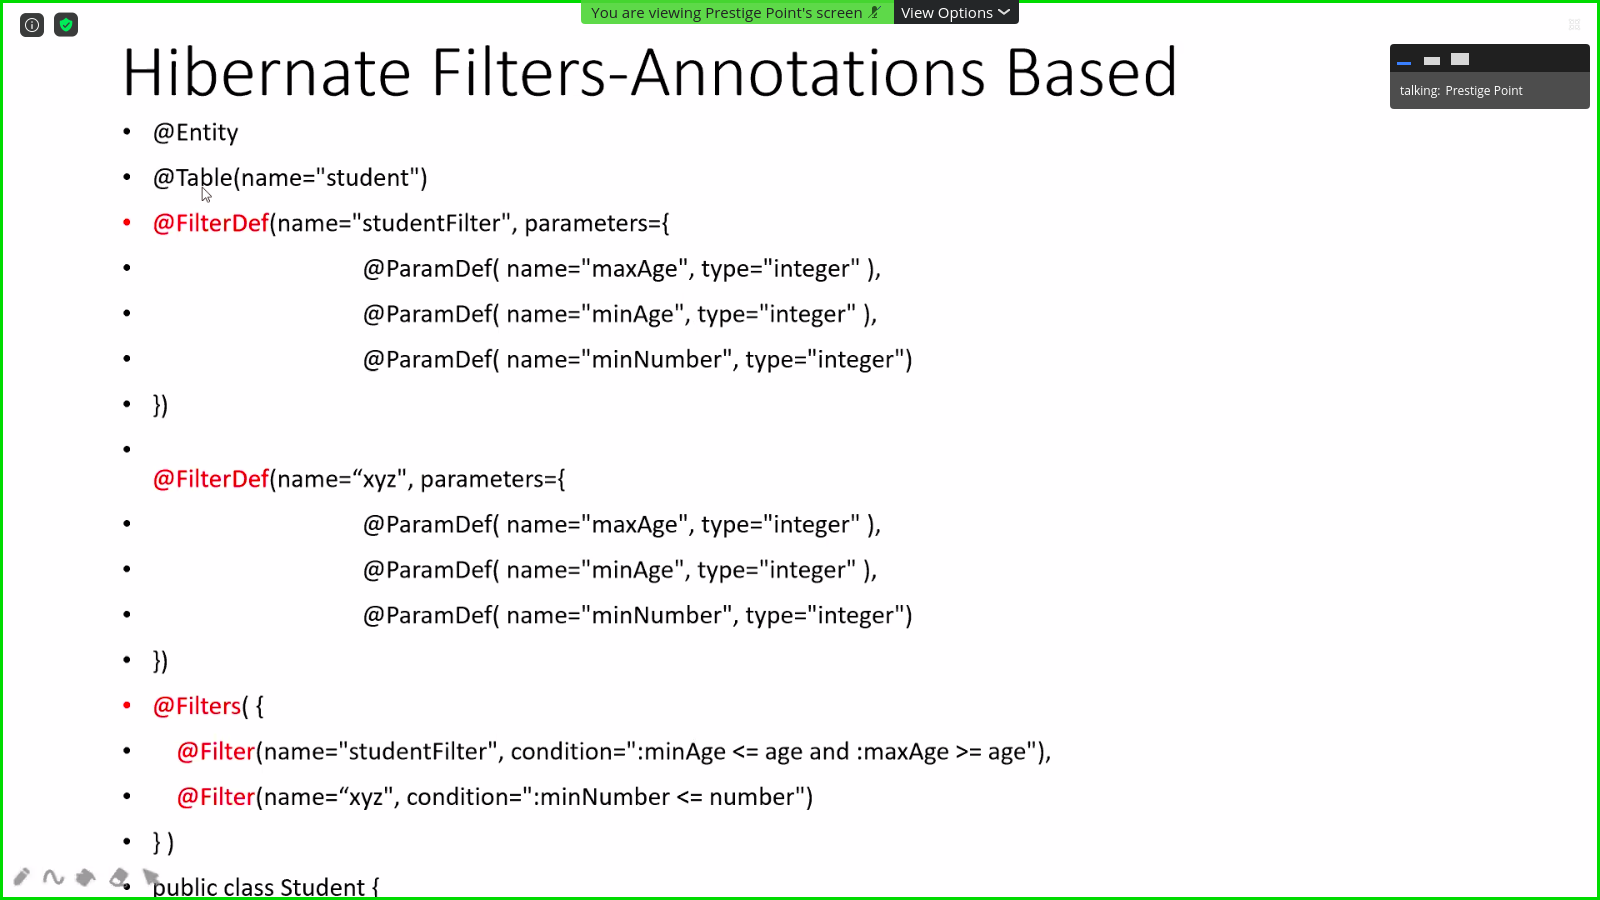 You are viewing Prestige Point's screen View Options
Hibernate Filters-Annotations Based
talking: Prestige Point
• @Entity
• @Table(name="student")
• @FilterDef(name="studentFilter", parameters={
• @ParamDef( name="maxAge", type="integer" ),
• @ParamDef( name="minAge", type="integer" ),
• @ParamDef( name="minNumber", type="integer")
• })
•
@FilterDef(name=“xyz", parameters={
• @ParamDef( name="maxAge", type="integer" ),
• @ParamDef( name="minAge", type="integer" ),
• @ParamDef( name="minNumber", type="integer")
• })
• @Filters( {
• @Filter(name="studentFilter", condition=":minAge <= age and :maxAge >= age"),
• @Filter(name=“xyz", condition=":minNumber <= number")
• } )
• public class Student {